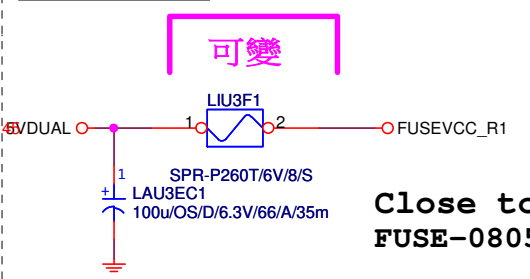 可變
LIU3F1
5VDUAL
1
2
FUSEVCC_R1
SPR-P260T/6V/8/S
1
+
LAU3EC1
100u/OS/D/6.3V/66/A/35m
Close to
FUSE-0805